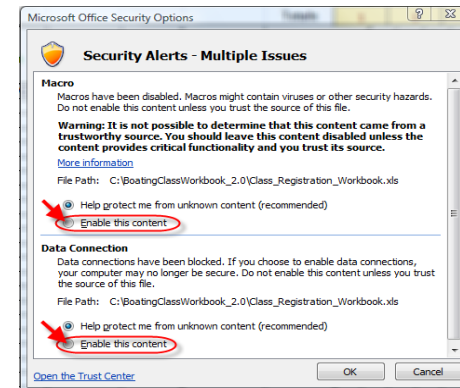 Microsoft Office Security Options
Security Alerts - Multiple Issues
Macro
Macros have been disabled. Macros might contain viruses or other security hazards.
Do not enable this content unless you trust the source of this file.
Warning: It is not possible to determine that this content came from a
trustworthy source. You should leave this content disabled unless the
content provides critical functionality and you trust its source.
More information
File Path: C:\BoatingClassWorkbook_2.0\Class_Registration_Workbook.xls
Help protect me from unknown content (recommended)
Enable this content
Data Connection
Data connections have been blocked. If you choose to enable data connections,
your computer may no longer be secure. Do not enable this content unless you trust
the source of this file.
File Path: C:\BoatingClassWorkbook_2.0\Class_Registration_Workbook.xls
Help protect me from unknown content (recommended)
Enable this content
Open the Trust Center
OK
Cancel